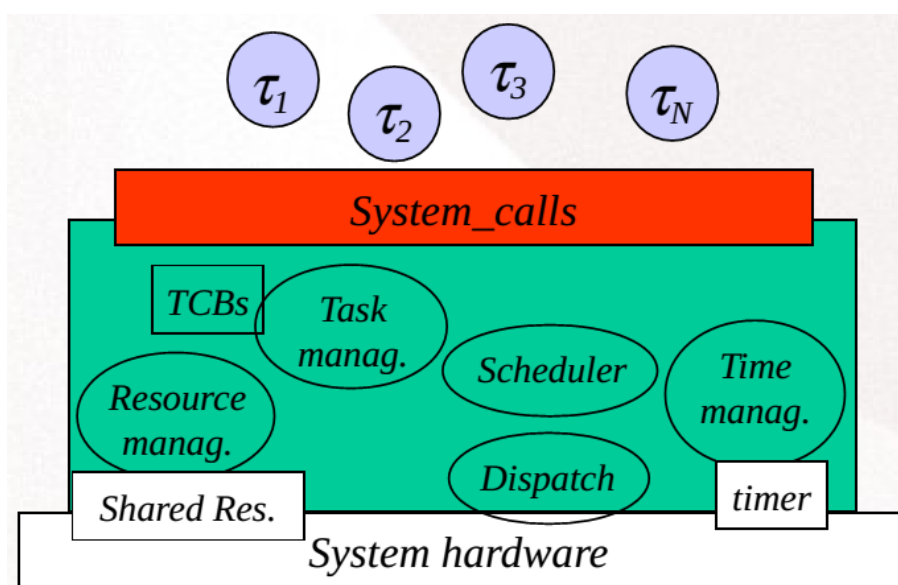 τ1
τ2
τ3
τN
System_calls
TCBs
Task
manag.
Scheduler
Time
manag.
Resource
manag.
Dispatch
Shared Res.
timer
System hardware